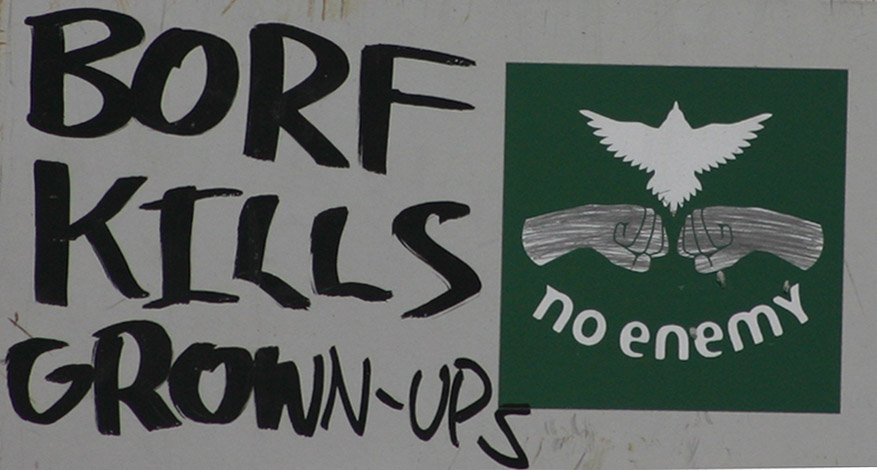 BORF
KILLS
GROWN-UPS
no enemy